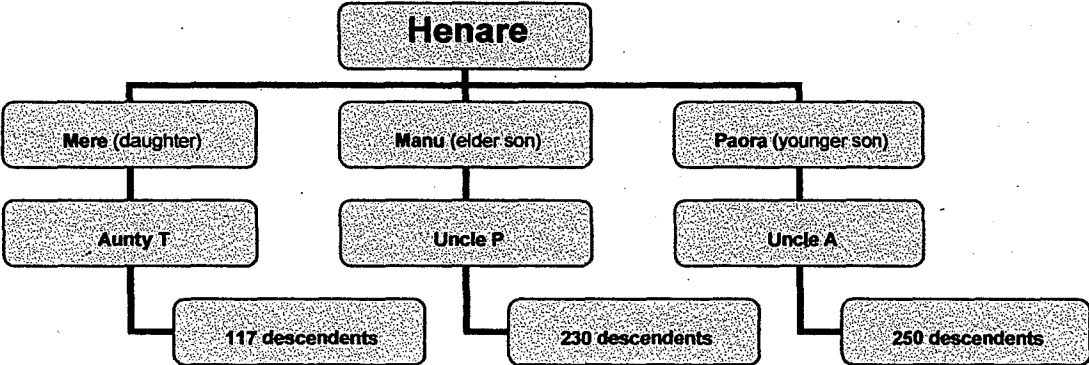 Henare
Mere (daughter)
Manu (elder son)
Paora (younger son)
Aunty T
Uncle P
Uncle A
117 descendents
230 descendents
250 descendents